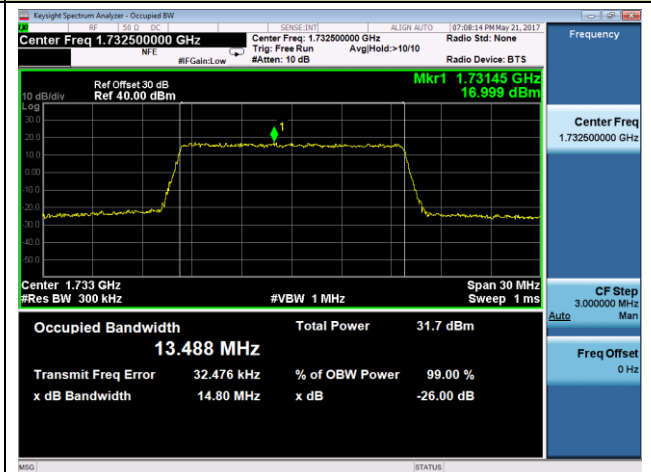 Keysight Spectrum Analyzer - Occupied BW
RF 50 Ω DC SENSE:INT ALIGN AUTO 07:08:14 PM May 21, 2017
Center Freq 1.732500000 GHz Center Freq: 1.732500000 GHz Radio Std: None
NFE Trig: Free Run Avg|Hold:>10/10
#IFGain:Low #Atten: 10 dB Radio Device: BTS
Frequency
Ref Offset 30 dB Mkr1 1.73145 GHz
10 dB/div Ref 40.00 dBm 16.999 dBm
Log
30.0
20.0
10.0
0.00
-10.0
-20.0
-30.0
-40.0
-50.0
1
Center 1.733 GHz Span 30 MHz
#Res BW 300 kHz #VBW 1 MHz Sweep 1 ms
Center Freq
1.732500000 GHz
CF Step
3.000000 MHz
Auto Man
Freq Offset
0 Hz
Occupied Bandwidth Total Power 31.7 dBm
13.488 MHz
Transmit Freq Error 32.476 kHz % of OBW Power 99.00 %
x dB Bandwidth 14.80 MHz x dB -26.00 dB
MSG STATUS